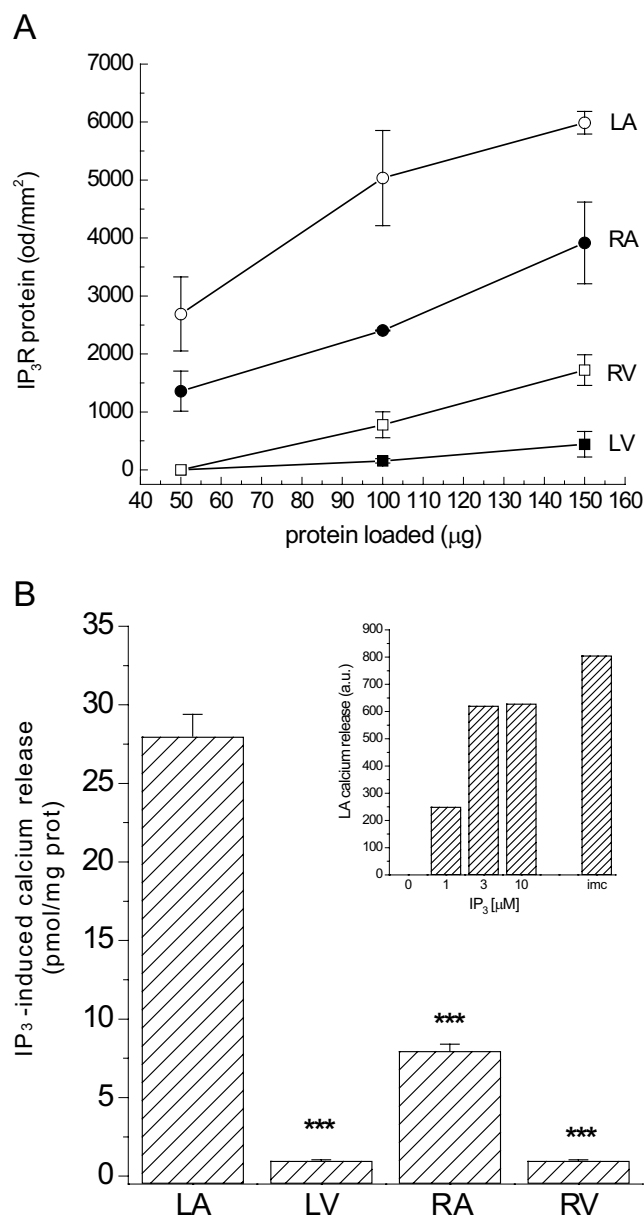 A
7000
6000
5000
4000
3000
2000
1000
0
IP₃R protein (od/mm²)
LA
RA
RV
LV
40 50 60 70 80 90 100 110 120 130 140 150 160
protein loaded (μg)
B
35
30
25
20
15
10
5
0
IP₃-induced calcium release
(pmol/mg prot)
900
800
700
600
500
400
300
200
100
0
LA calcium release (a.u.)
0 1 3 10 imc
IP₃ [μM]
***
***
***
LA LV RA RV